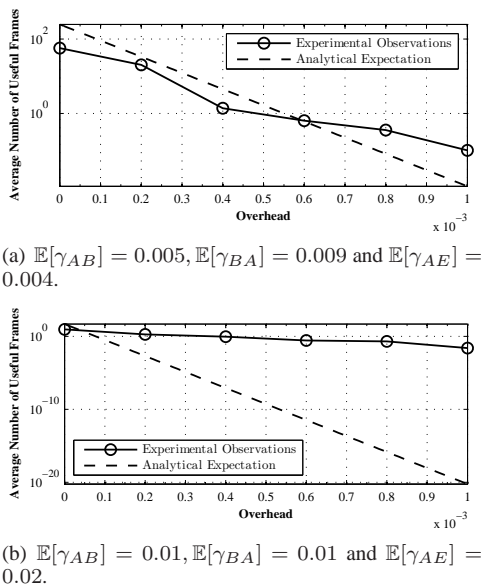 Average Number of Useful Frames
10^2
10^0
Experimental Observations
Analytical Expectation
0 0.1 0.2 0.3 0.4 0.5 0.6 0.7 0.8 0.9 1
Overhead
x 10^−3
(a) 𝔼[γ_AB] = 0.005, 𝔼[γ_BA] = 0.009 and 𝔼[γ_AE] =
0.004.
Average Number of Useful Frames
10^0
10^−10
10^−20
Experimental Observations
Analytical Expectation
0 0.1 0.2 0.3 0.4 0.5 0.6 0.7 0.8 0.9 1
Overhead
x 10^−3
(b) 𝔼[γ_AB] = 0.01, 𝔼[γ_BA] = 0.01 and 𝔼[γ_AE] =
0.02.